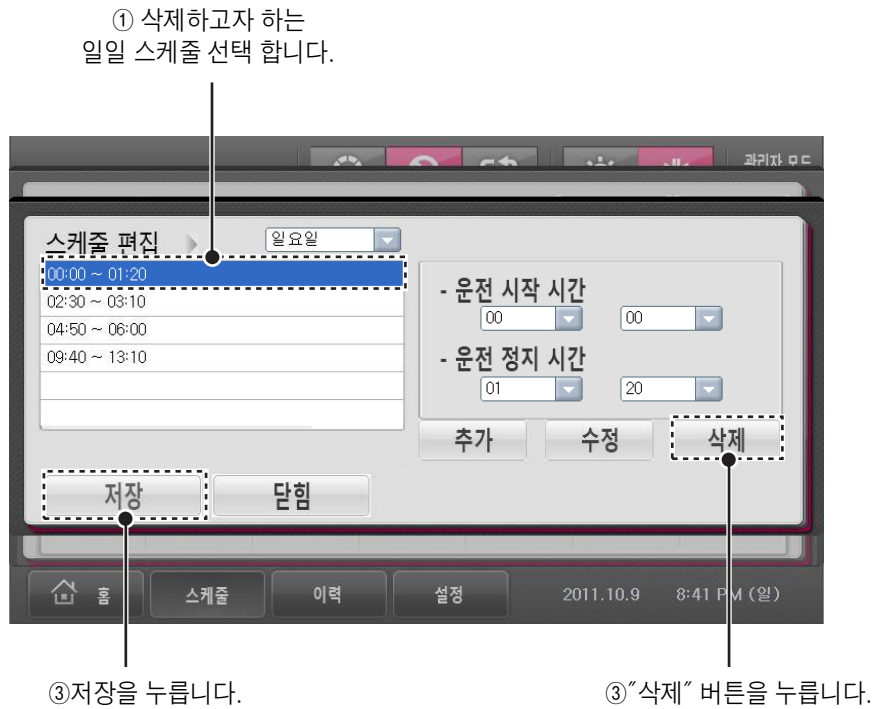 ① 삭제하고자 하는
일일 스케줄 선택 합니다.
관리자 모드
스케줄 편집
일요일
00:00 ~ 01:20
02:30 ~ 03:10
04:50 ~ 06:00
09:40 ~ 13:10
- 운전 시작 시간
00 00
- 운전 정지 시간
01 20
추가 수정 삭제
저장 닫힘
홈 스케줄 이력 설정 2011.10.9 8:41 PM (일)
③저장을 누릅니다.
③″삭제″ 버튼을 누릅니다.